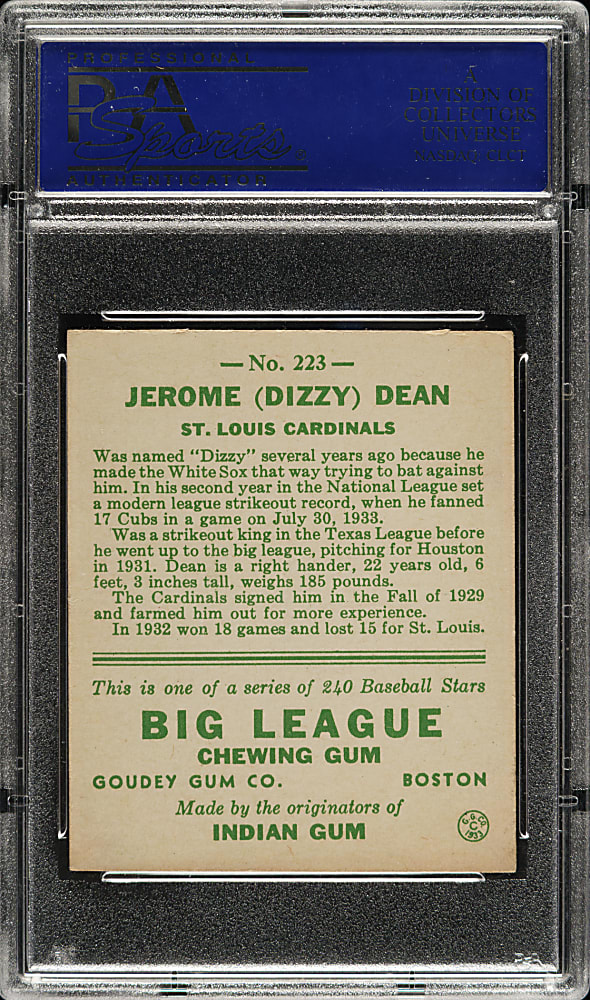 PROFESSIONAL
PSA
Sports
AUTHENTICATOR
A
DIVISION OF
COLLECTORS
UNIVERSE
NASDAQ: CLCT
— No. 223 —
JEROME (DIZZY) DEAN
ST. LOUIS CARDINALS
Was named "Dizzy" several years ago because he
made the White Sox that way trying to bat against
him. In his second year in the National League set
a modern league strikeout record, when he fanned
17 Cubs in a game on July 30, 1933.
Was a strikeout king in the Texas League before
he went up to the big league, pitching for Houston
in 1931. Dean is a right hander, 22 years old, 6
feet, 3 inches tall, weighs 185 pounds.
The Cardinals signed him in the Fall of 1929
and farmed him out for more experience.
In 1932 won 18 games and lost 15 for St. Louis.
This is one of a series of 240 Baseball Stars
BIG LEAGUE
CHEWING GUM
GOUDEY GUM CO. BOSTON
Made by the originators of
INDIAN GUM
G.G.CO.
C
1933